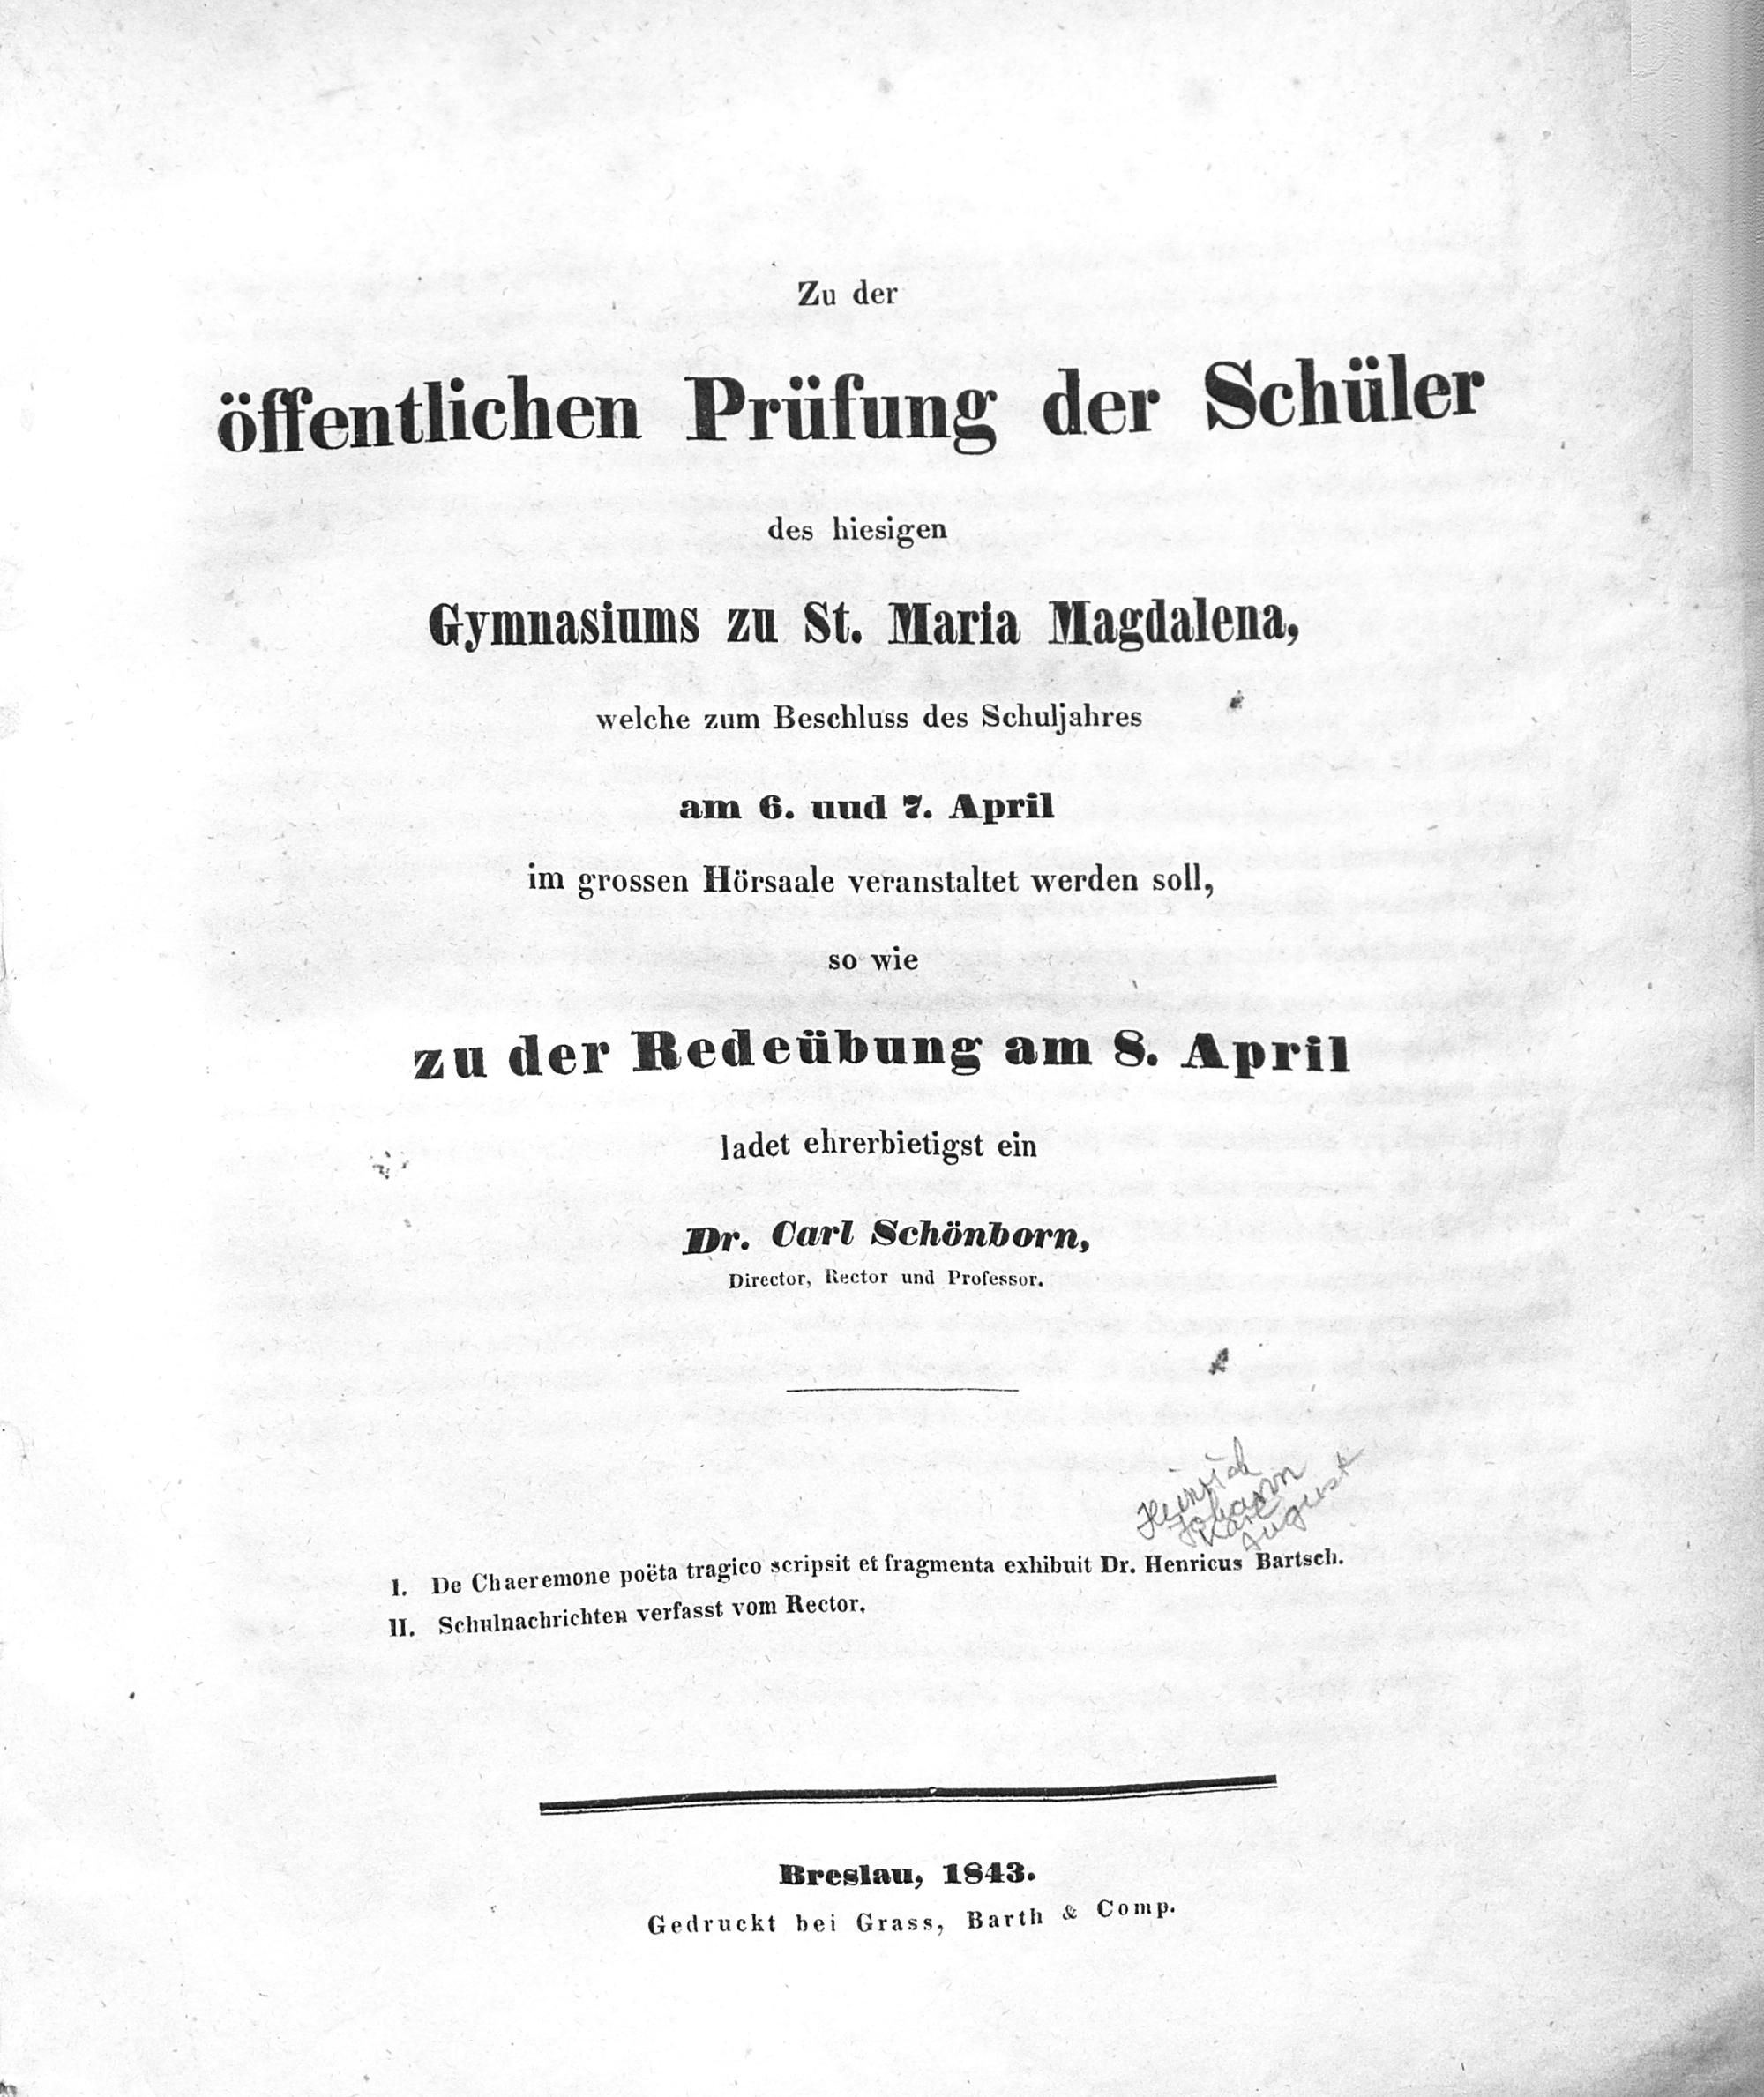 Zu der
öffentlichen Prüfung der Schüler
des hiesigen
Gymnasiums zu St. Maria Magdalena,
welche zum Beschluss des Schuljahres
am 6. und 7. April
im grossen Hörsaale veranstaltet werden soll,
so wie
zu der Redeübung am 8. April
ladet ehrerbietigst ein
Dr. Carl Schönborn,
Director, Rector und Professor.
Heinrich
Johann
Karl
August
I. De Chaeremone poëta tragico scripsit et fragmenta exhibuit Dr. Henricus Bartsch.
II. Schulnachrichten verfasst vom Rector.
Breslau, 1843.
Gedruckt bei Grass, Barth & Comp.